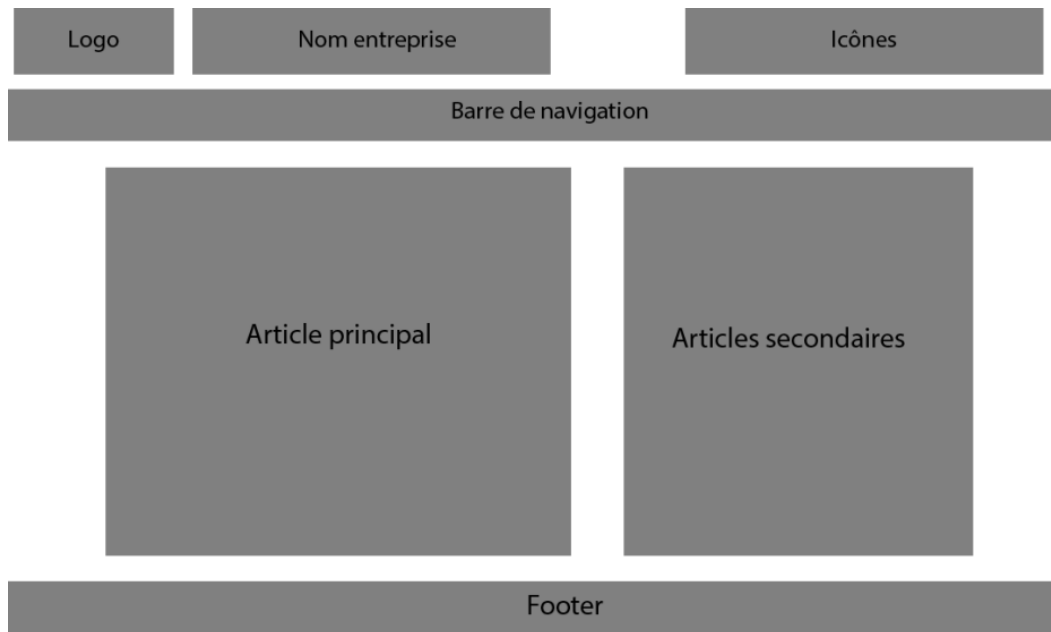 Logo
Nom entreprise
Icônes
Barre de navigation
Article principal
Articles secondaires
Footer